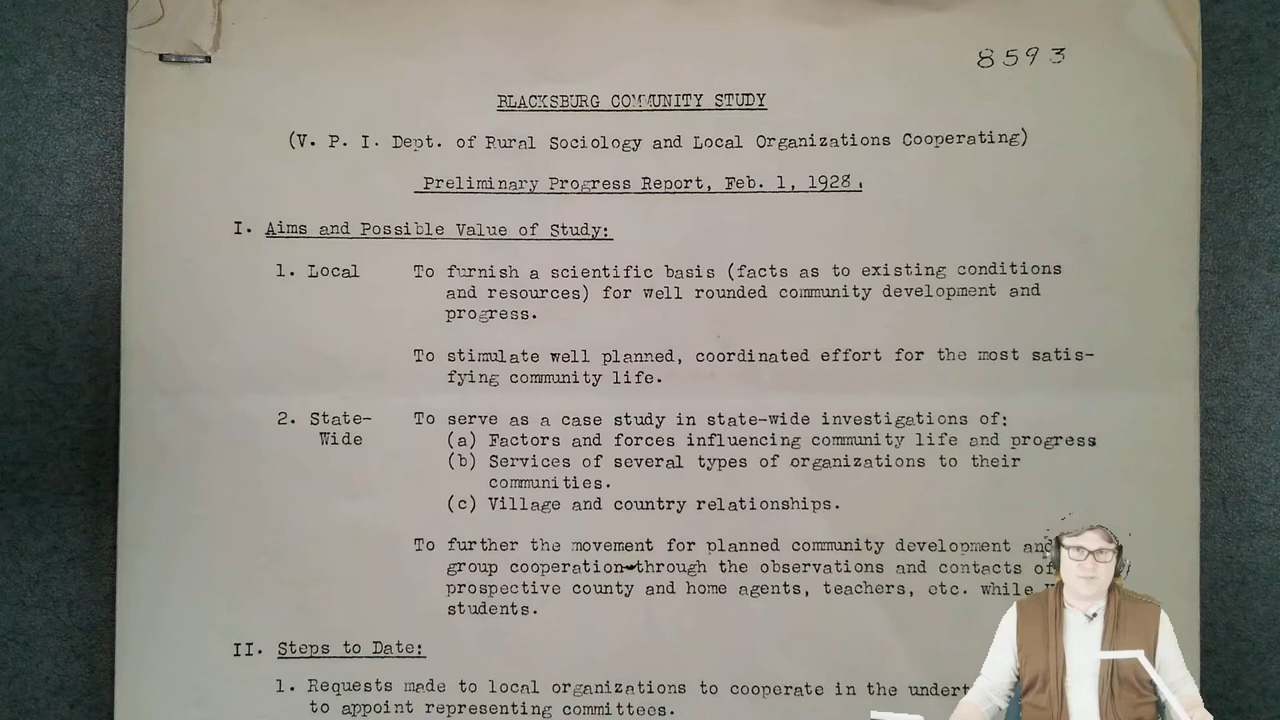 8593
BLACKSBURG COMMUNITY STUDY
(V. P. I. Dept. of Rural Sociology and Local Organizations Cooperating)
Preliminary Progress Report, Feb. 1, 1928.
I. Aims and Possible Value of Study:
1. Local To furnish a scientific basis (facts as to existing conditions
and resources) for well rounded community development and
progress.
To stimulate well planned, coordinated effort for the most satis-
fying community life.
2. State- To serve as a case study in state-wide investigations of:
Wide (a) Factors and forces influencing community life and progress
(b) Services of several types of organizations to their
communities.
(c) Village and country relationships.
To further the movement for planned community development and
group cooperation-through the observations and contacts of
prospective county and home agents, teachers, etc. while
students.
II. Steps to Date:
1. Requests made to local organizations to cooperate in the
to appoint representing committees.